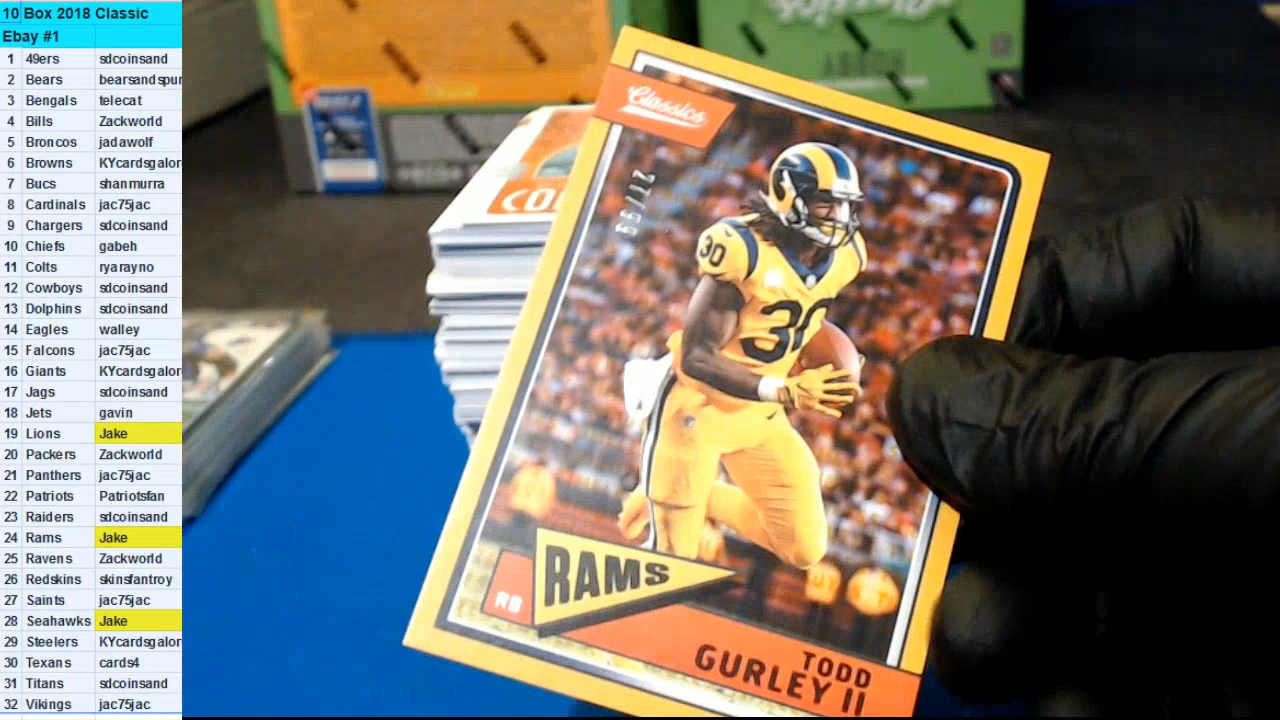 10 Box 2018 Classic
Ebay #1
1 49ers sdcoinsand
2 Bears bearsandspur
3 Bengals telecat
4 Bills Zackworld
5 Broncos jadawolf
6 Browns KYcardsgalor
7 Bucs shanmurra
8 Cardinals jac75jac
9 Chargers sdcoinsand
10 Chiefs gabeh
11 Colts ryarayno
12 Cowboys sdcoinsand
13 Dolphins sdcoinsand
14 Eagles walley
15 Falcons jac75jac
16 Giants KYcardsgalor
17 Jags sdcoinsand
18 Jets gavin
19 Lions Jake
20 Packers Zackworld
21 Panthers jac75jac
22 Patriots Patriotsfan
23 Raiders sdcoinsand
24 Rams Jake
25 Ravens Zackworld
26 Redskins skinsfantroy
27 Saints jac75jac
28 Seahawks Jake
29 Steelers KYcardsgalor
30 Texans cards4
31 Titans sdcoinsand
32 Vikings jac75jac
Classics
30
30
RAMS
RB
TODD
GURLEY II